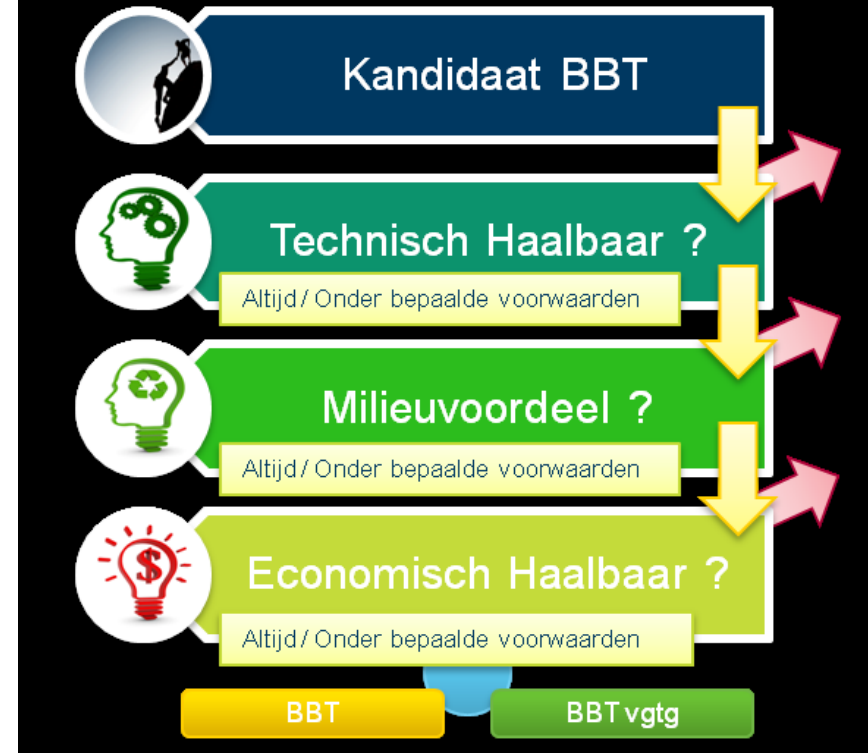 Kandidaat BBT
Technisch Haalbaar ?
Altijd / Onder bepaalde voorwaarden
Milieuvoordeel ?
Altijd / Onder bepaalde voorwaarden
$
Economisch Haalbaar ?
Altijd / Onder bepaalde voorwaarden
BBT
BBT vgtg